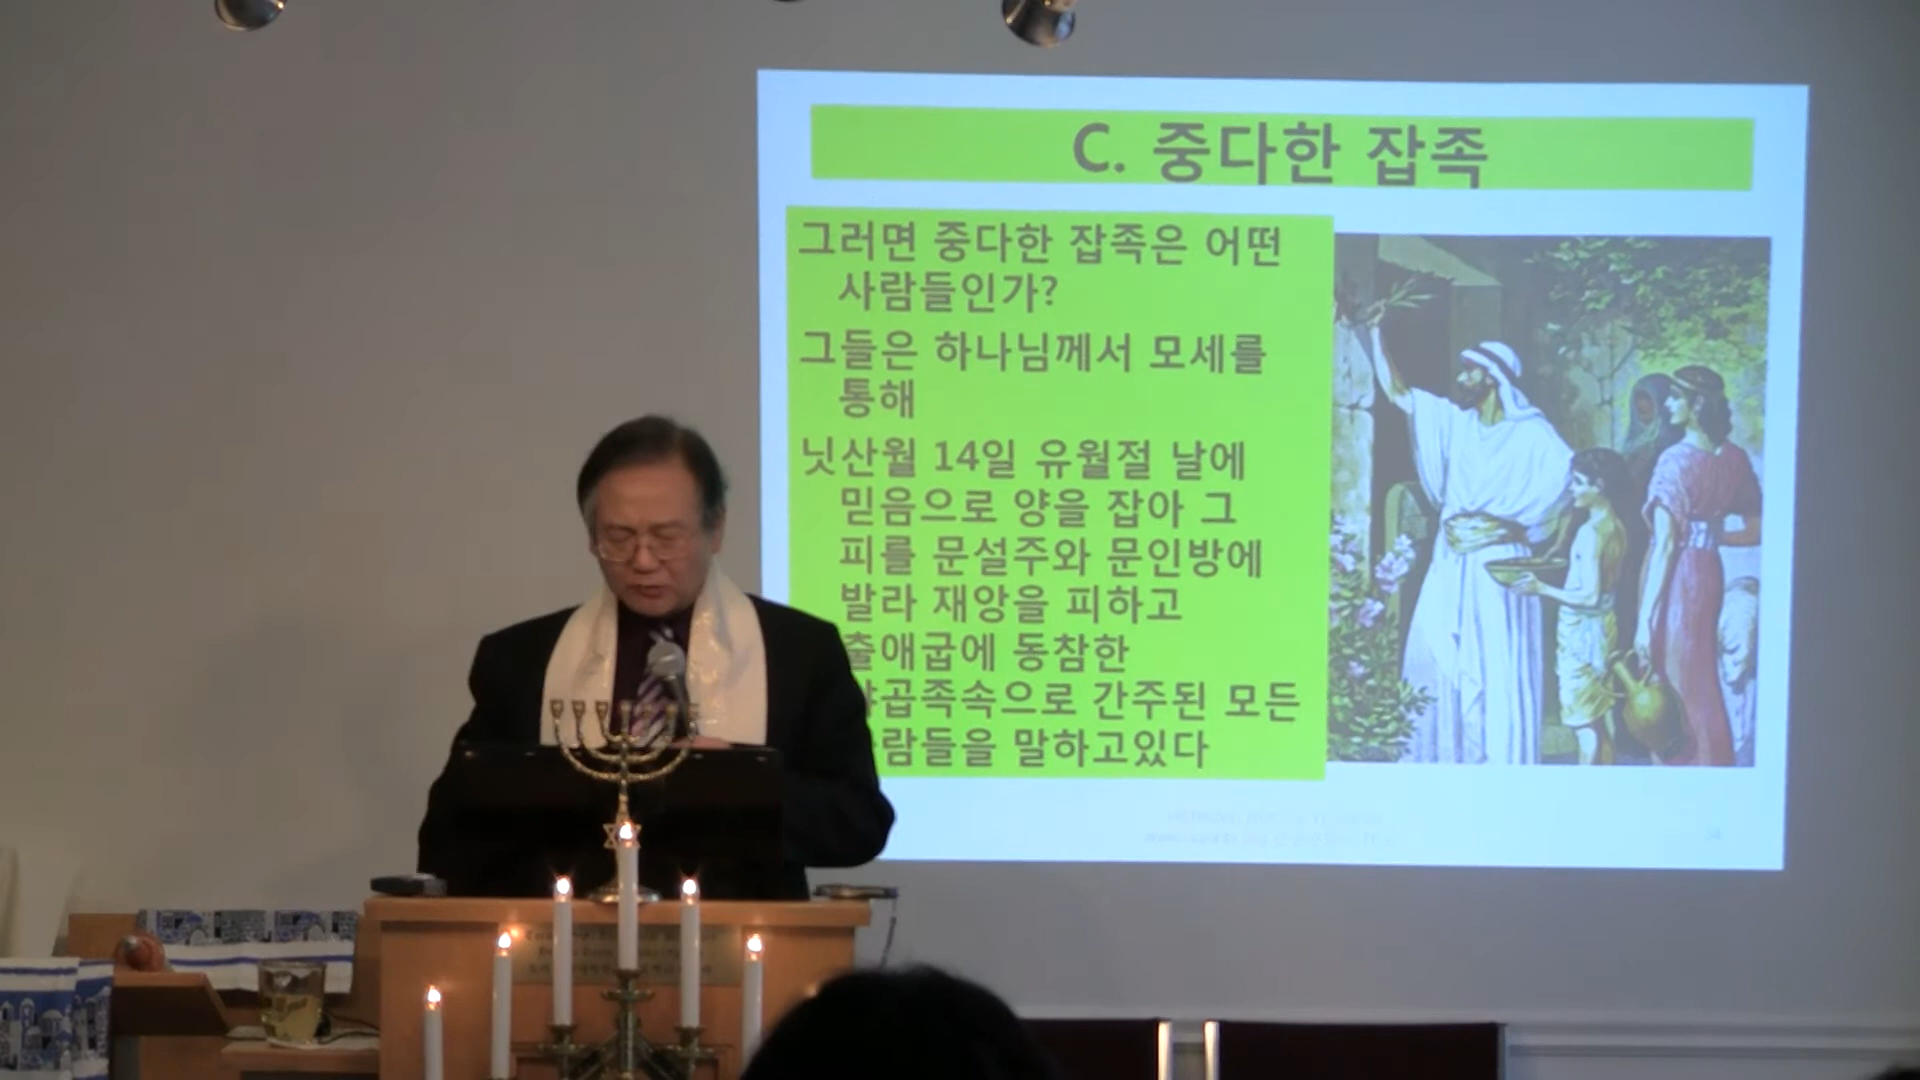 C. 중다한 잡족
그러면 중다한 잡족은 어떤
사람들인가?
그들은 하나님께서 모세를
통해
닛산월 14일 유월절 날에
믿음으로 양을 잡아 그
피를 문설주와 문인방에
발라 재앙을 피하고
출애굽에 동참한
야곱족속으로 간주된 모든
사람들을 말하고있다